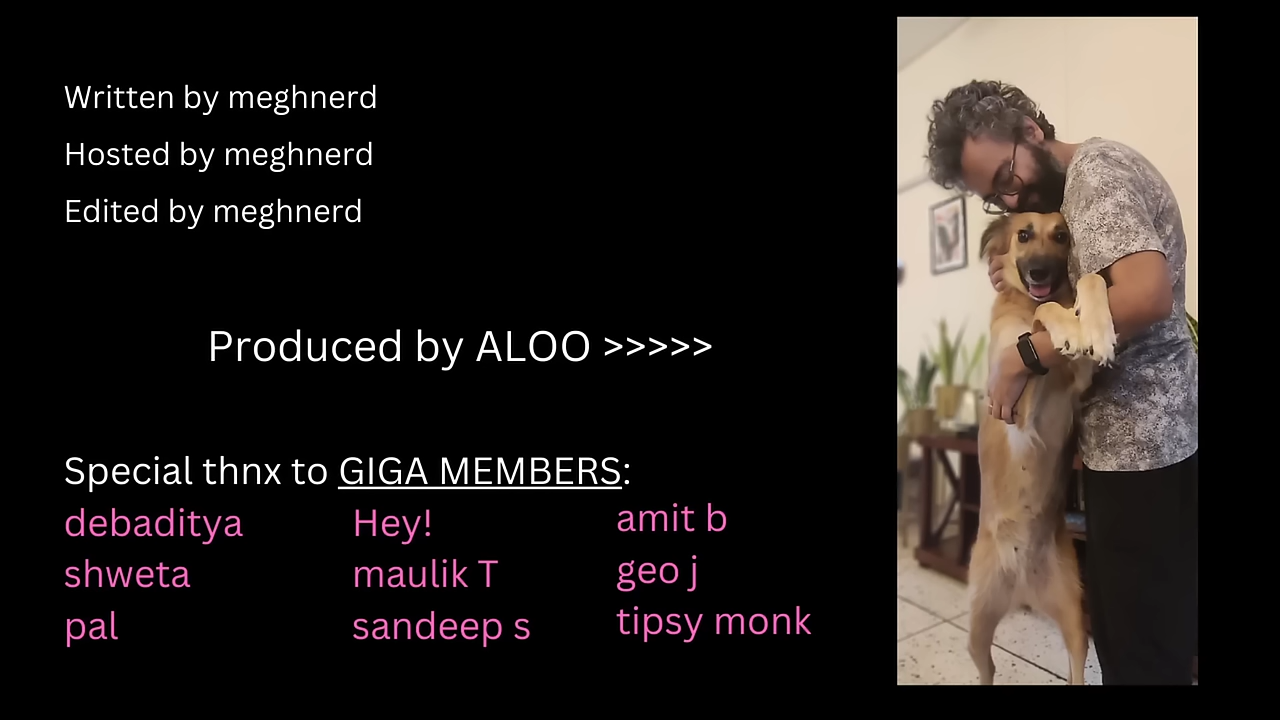 Written by meghnerd
Hosted by meghnerd
Edited by meghnerd
Produced by ALOO >>>>>
Special thnx to GIGA MEMBERS:
debaditya
shweta
pal
Hey!
maulik T
sandeep s
amit b
geo j
tipsy monk